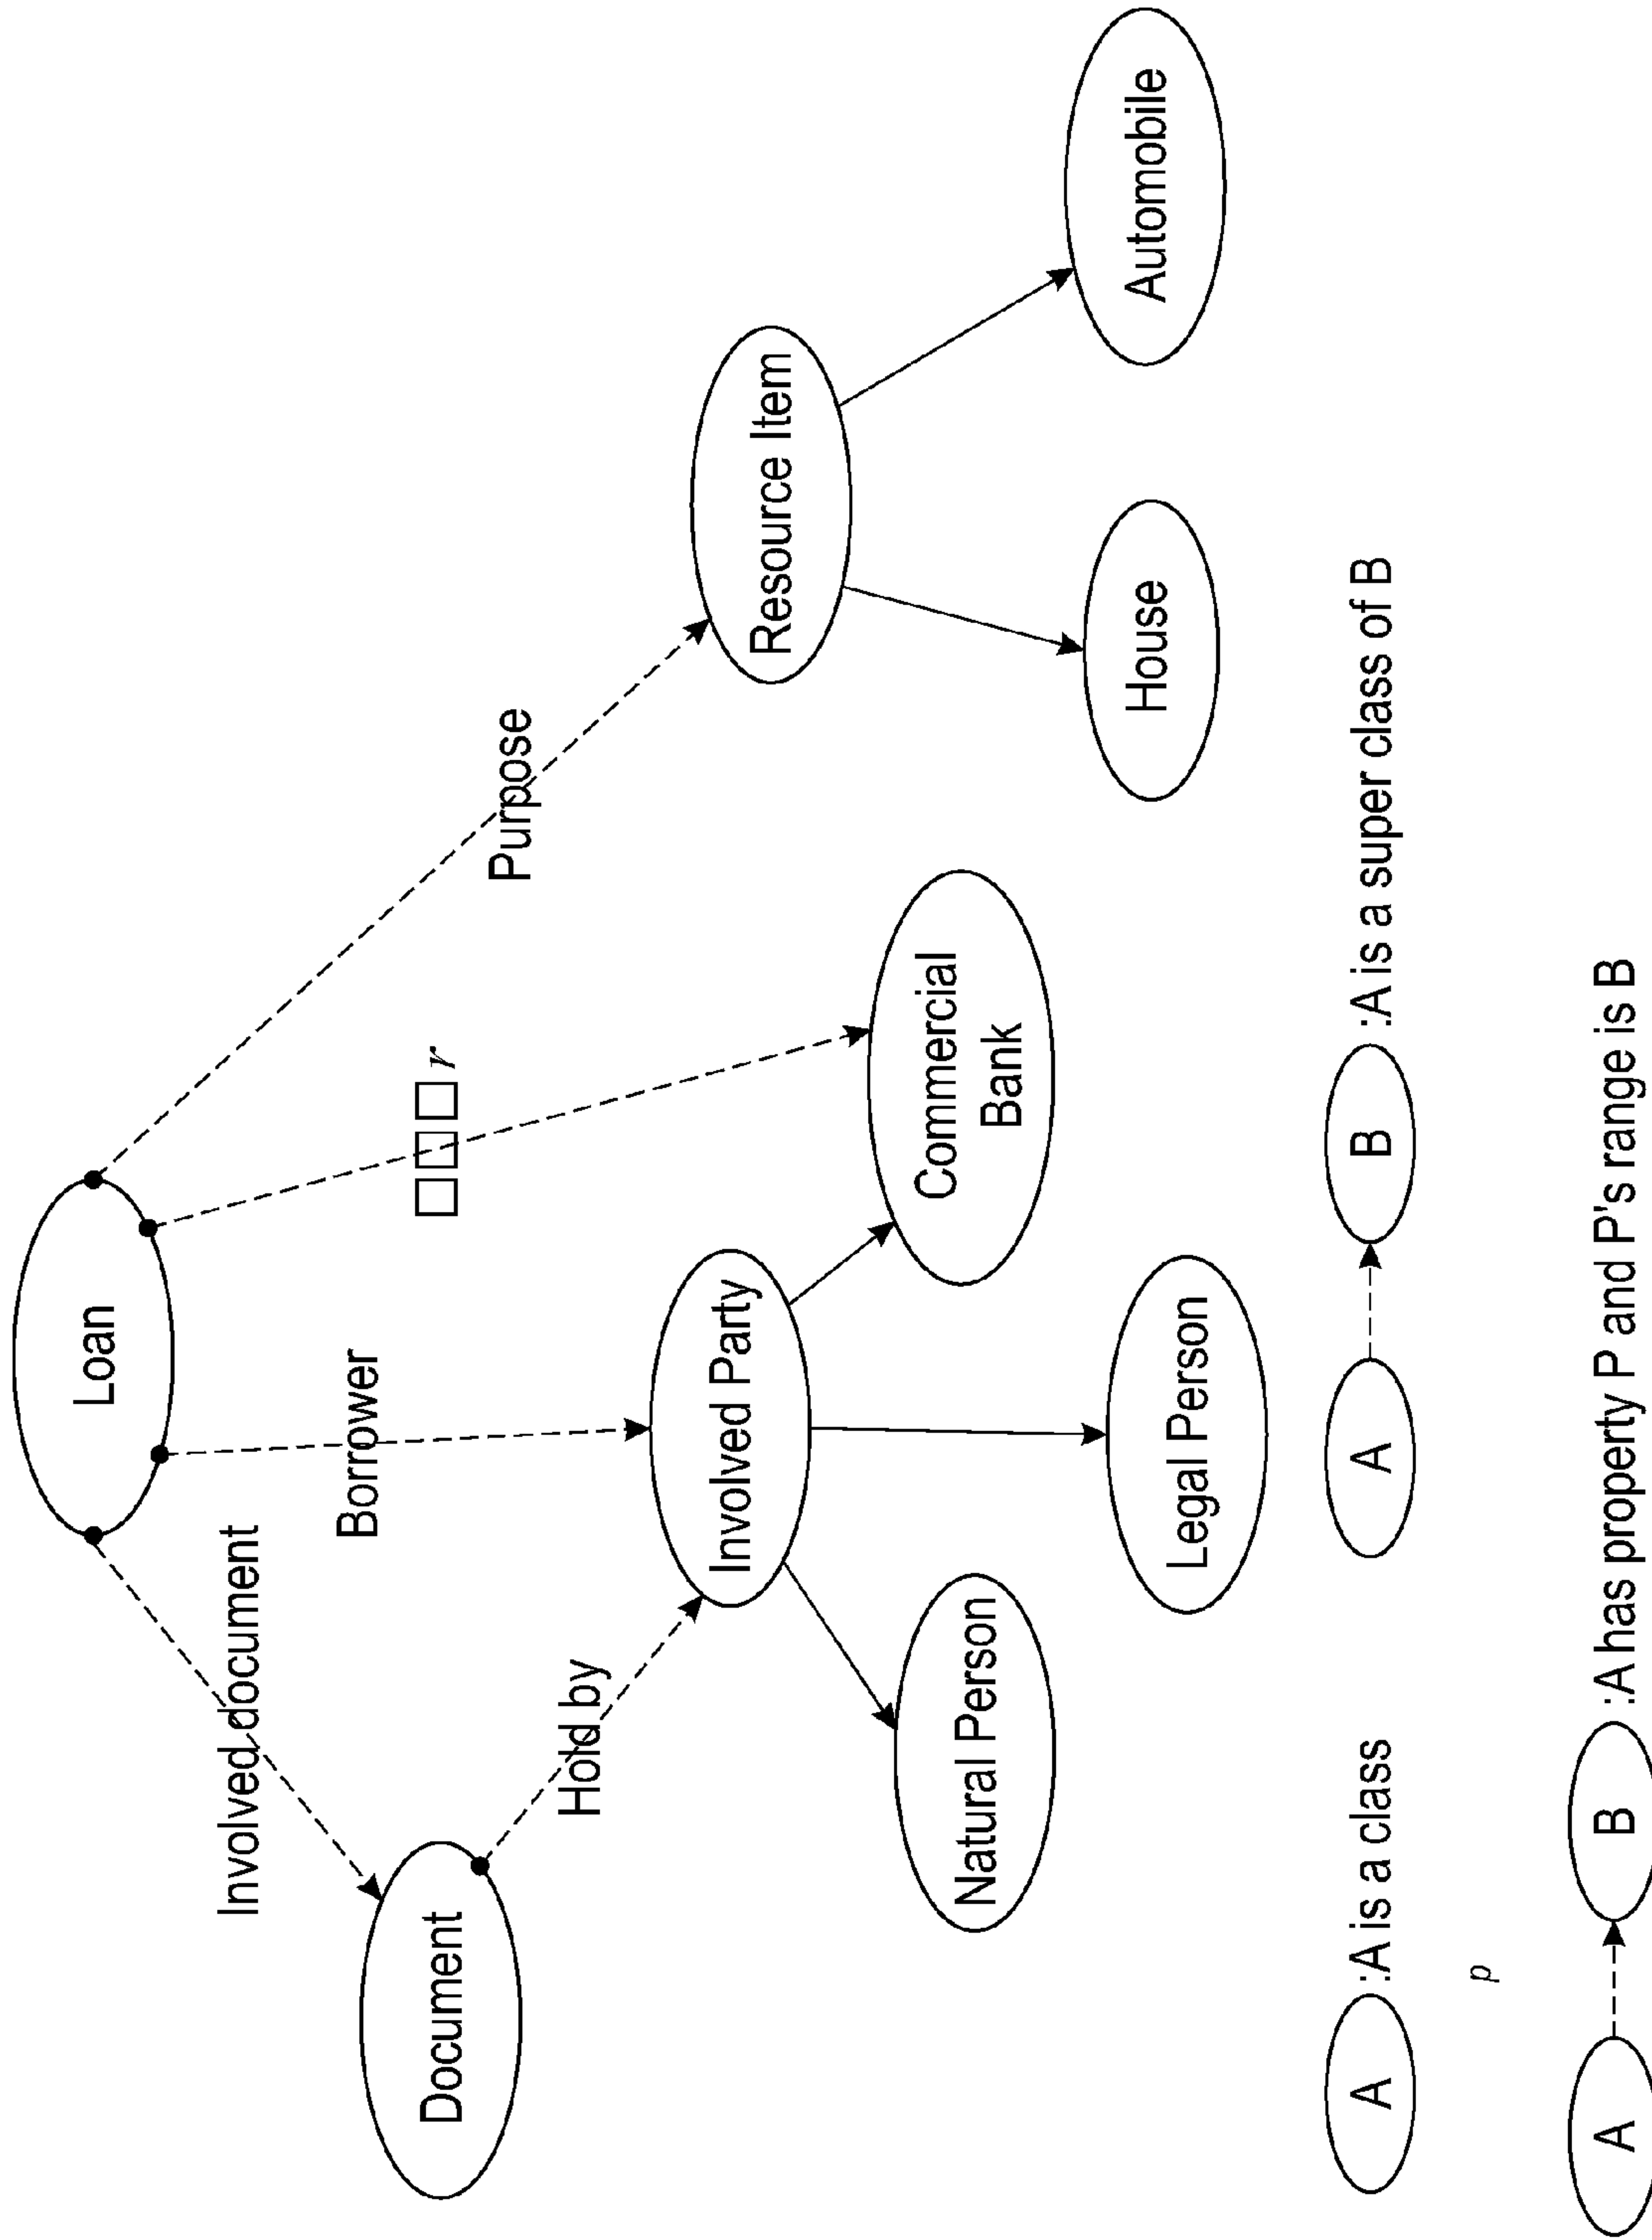 Loan
Involved document
Borrower
□□□r
Purpose
Document
Hold by
Involved Party
Resource Item
Natural Person
Commercial
Bank
Legal Person
House
Automobile
A :A is a class
A B :A is a super class of B
p
A B :A has property P and P's range is B